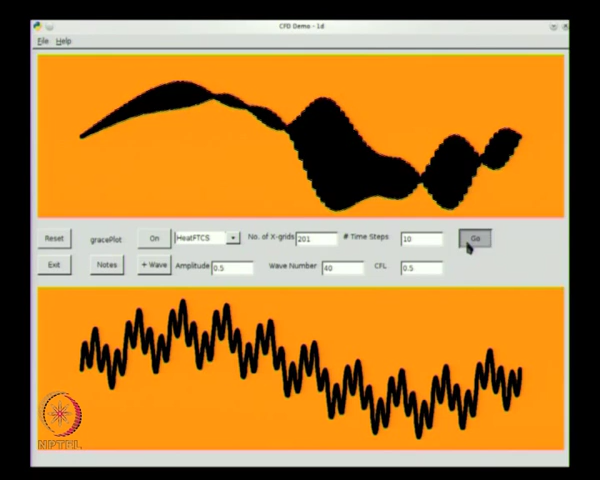 CFD Demo - 1d
File Help
Reset gracePlot On HeatFTCS No. of X-grids 201 # Time Steps 10 Go
Exit Notes + Wave Amplitude 0.5 Wave Number 40 CFL 0.5
NPTEL